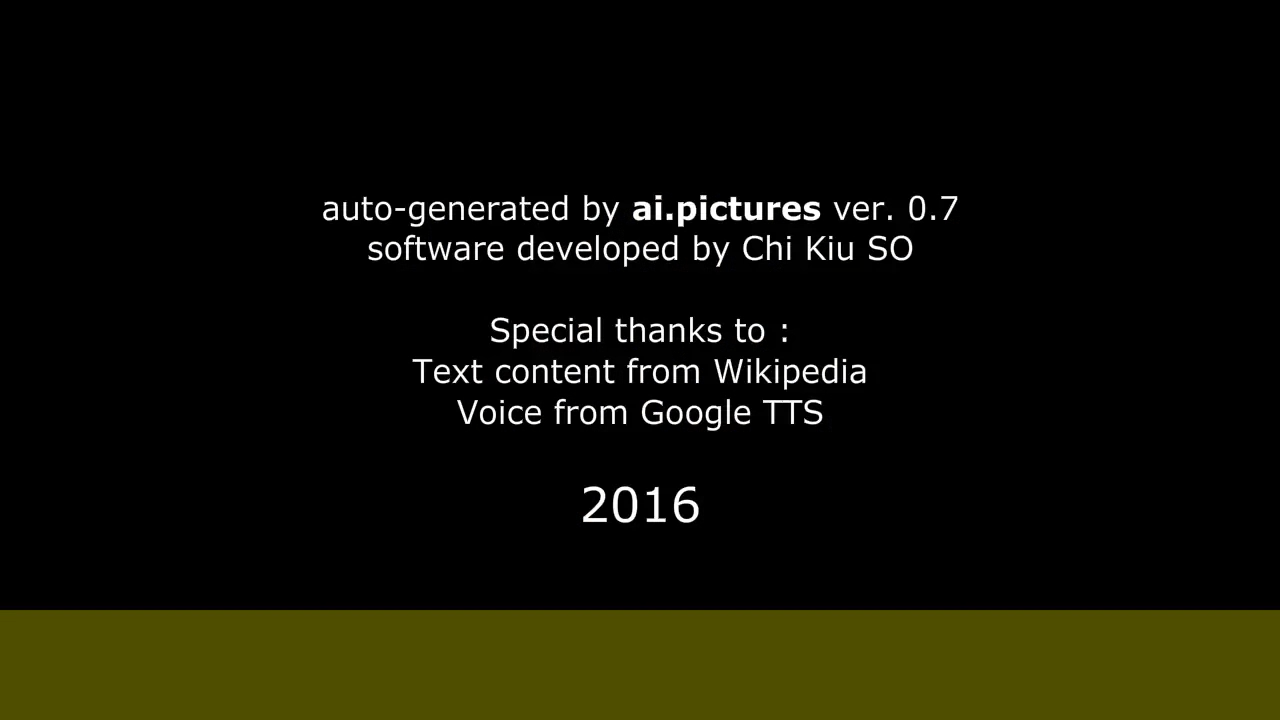 auto-generated by ai.pictures ver. 0.7
software developed by Chi Kiu SO
Special thanks to :
Text content from Wikipedia
Voice from Google TTS
2016